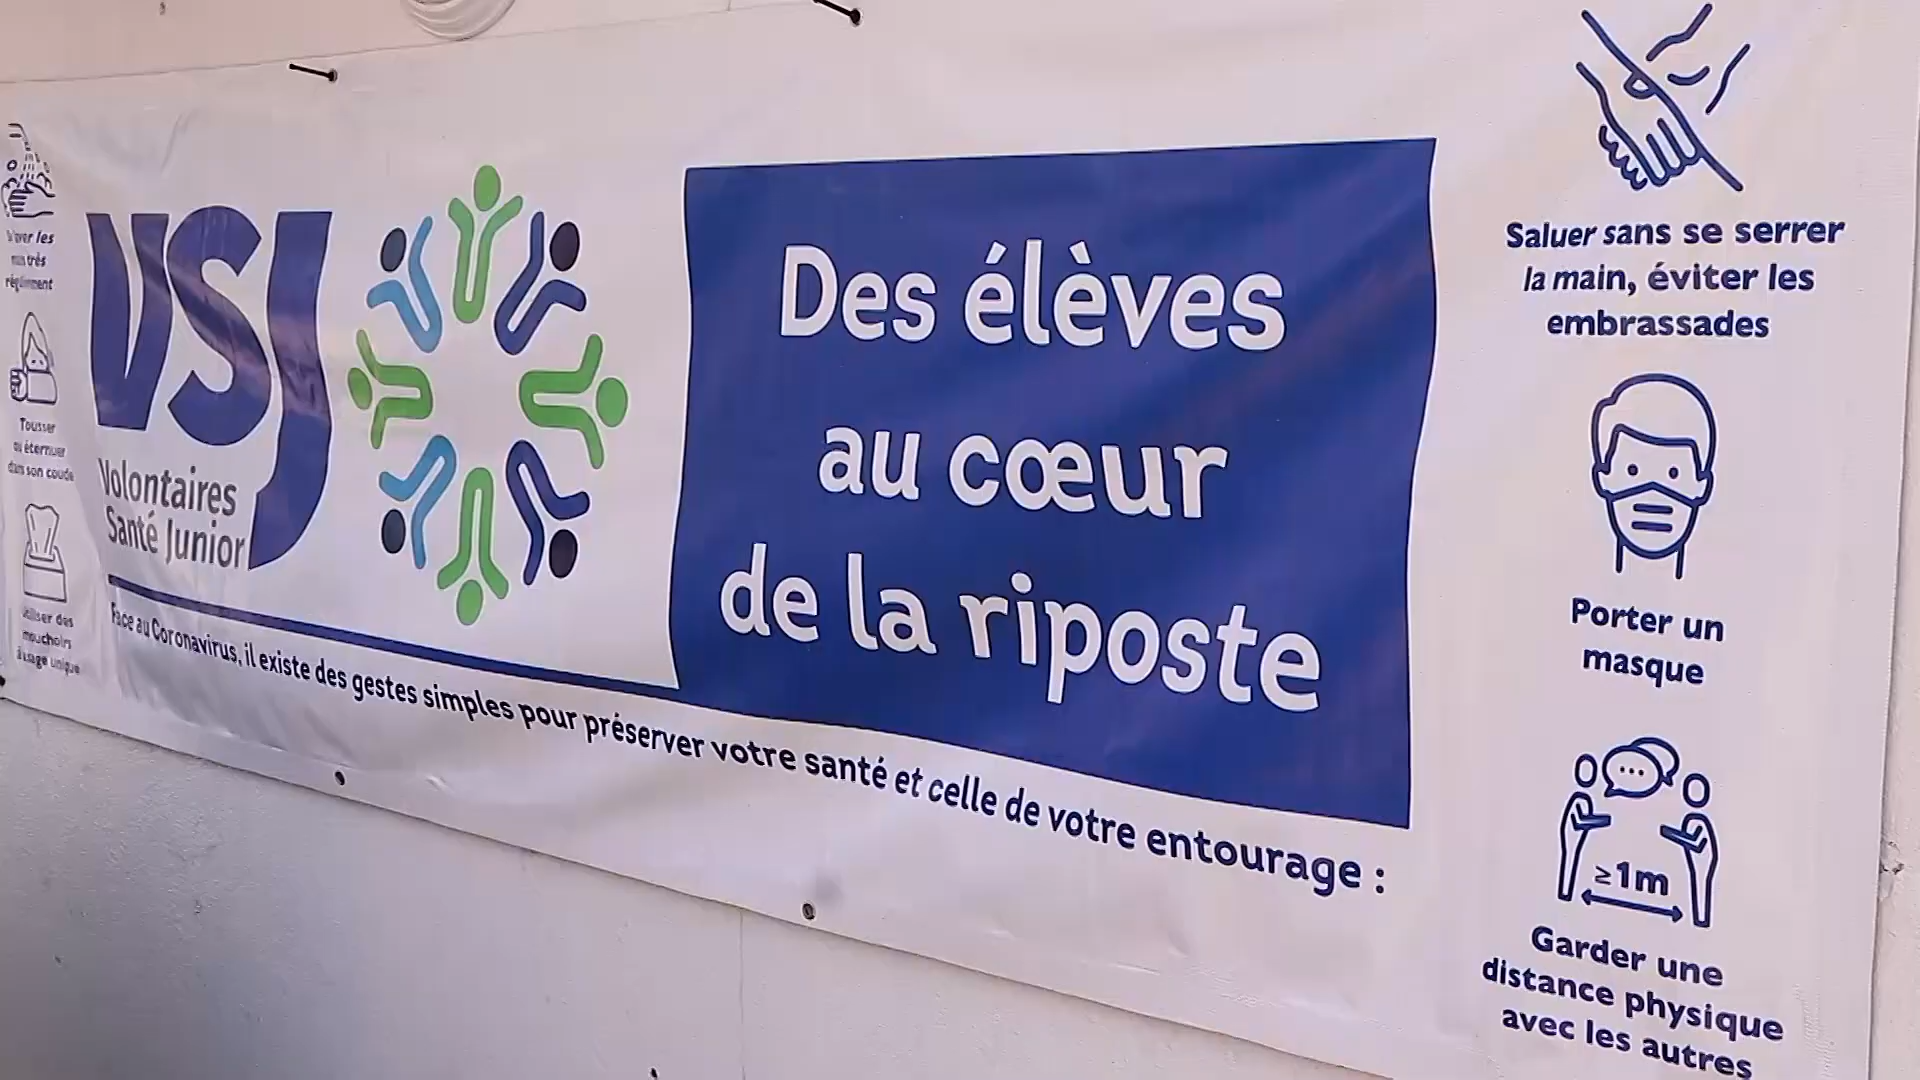 VSJ
Volontaires
Santé Junior
Des élèves
au cœur
de la riposte
Face au Coronavirus, il existe des gestes simples pour préserver votre santé et celle de votre entourage :
les
très
Tousser
ou éternuer
dans son coude
des
mouchoirs
à usage unique
Saluer sans se serrer
la main, éviter les
embrassades
Porter un
masque
≥1m
Garder une
distance physique
avec les autres